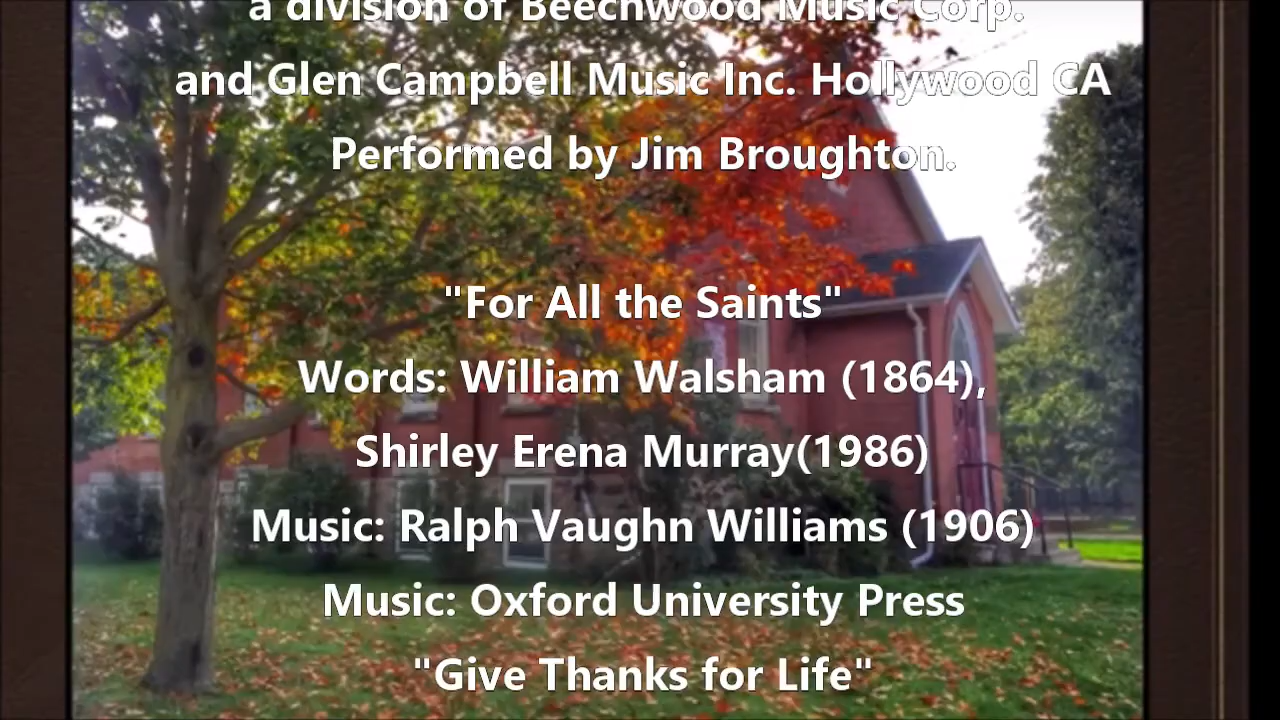 a division of Beechwood Music Corp.
and Glen Campbell Music Inc. Hollywood CA
Performed by Jim Broughton.
"For All the Saints"
Words: William Walsham (1864),
Shirley Erena Murray(1986)
Music: Ralph Vaughn Williams (1906)
Music: Oxford University Press
"Give Thanks for Life"